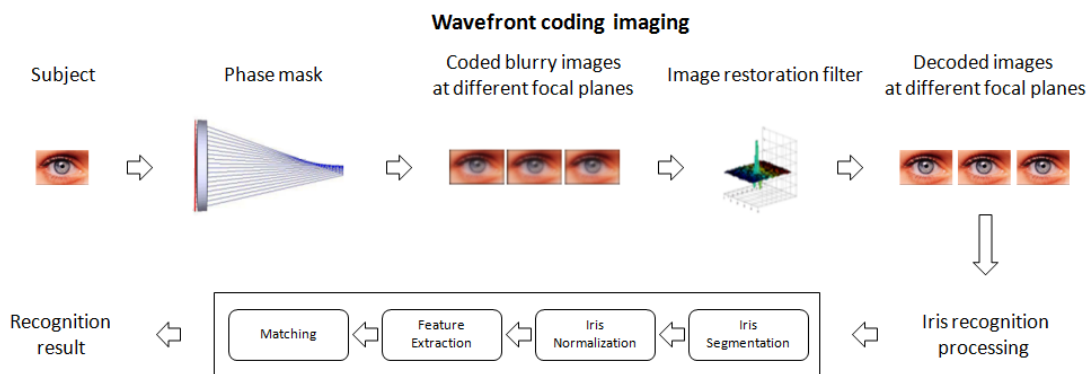 Wavefront coding imaging
Subject
Phase mask
Coded blurry images
at different focal planes
Image restoration filter
Decoded images
at different focal planes
Recognition
result
Matching
Feature
Extraction
Iris
Normalization
Iris
Segmentation
Iris recognition
processing